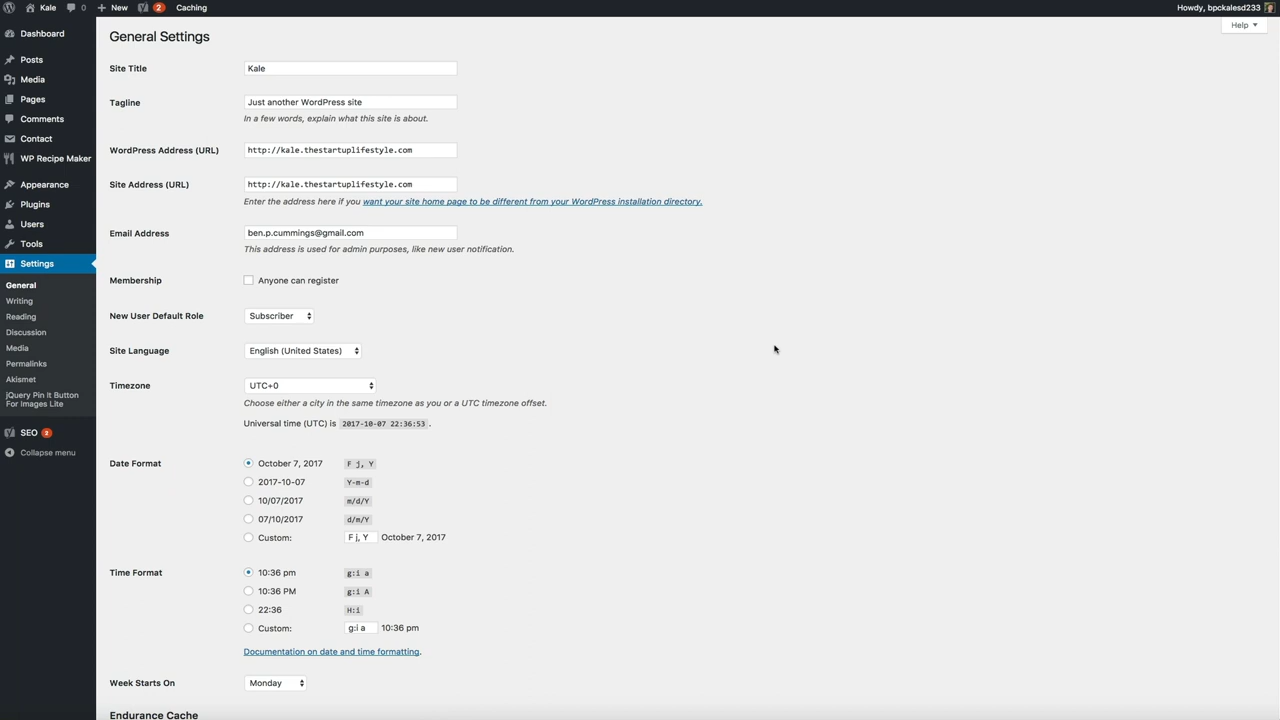 Kale 0 New 2 Caching Howdy, bpckalesd233
Help
Dashboard
Posts
Media
Pages
Comments
Contact
WP Recipe Maker
Appearance
Plugins
Users
Tools
Settings
General
Writing
Reading
Discussion
Media
Permalinks
Akismet
jQuery Pin It Button
For Images Lite
SEO 2
Collapse menu
General Settings
Site Title Kale
Tagline Just another WordPress site
In a few words, explain what this site is about.
WordPress Address (URL) http://kale.thestartuplifestyle.com
Site Address (URL) http://kale.thestartuplifestyle.com
Enter the address here if you want your site home page to be different from your WordPress installation directory.
Email Address ben.p.cummings@gmail.com
This address is used for admin purposes, like new user notification.
Membership Anyone can register
New User Default Role Subscriber
Site Language English (United States)
Timezone UTC+0
Choose either a city in the same timezone as you or a UTC timezone offset.
Universal time (UTC) is 2017-10-07 22:36:53.
Date Format October 7, 2017 F j, Y
2017-10-07 Y-m-d
10/07/2017 m/d/Y
07/10/2017 d/m/Y
Custom: F j, Y October 7, 2017
Time Format 10:36 pm g:i a
10:36 PM g:i A
22:36 H:i
Custom: g:i a 10:36 pm
Documentation on date and time formatting.
Week Starts On Monday
Endurance Cache